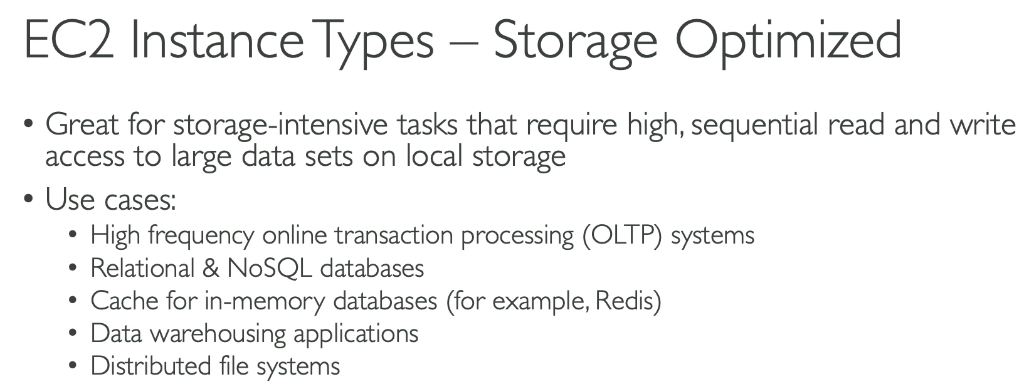 EC2 Instance Types – Storage Optimized
• Great for storage-intensive tasks that require high, sequential read and write
access to large data sets on local storage
• Use cases:
• High frequency online transaction processing (OLTP) systems
• Relational & NoSQL databases
• Cache for in-memory databases (for example, Redis)
• Data warehousing applications
• Distributed file systems